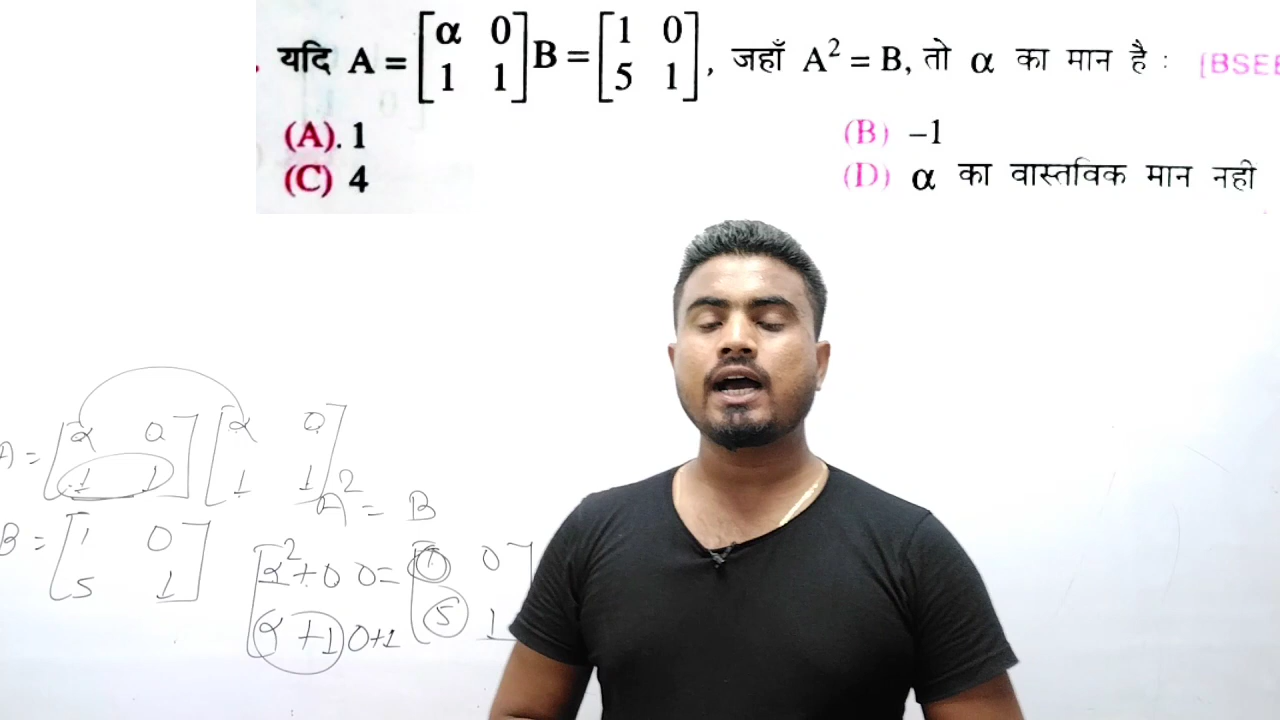 यदि A = [α 0 1 1] B = [1 0 5 1], जहाँ A² = B, तो α का मान है : [BSEB
(A). 1 (B) –1
(C) 4 (D) α का वास्तविक मान नही
A = [α 0 1 1] [α 0 1 1]
A² = B
B = [1 0 5 1]
[α²+0 0 α+1 0+1] = [1 0 5 1]